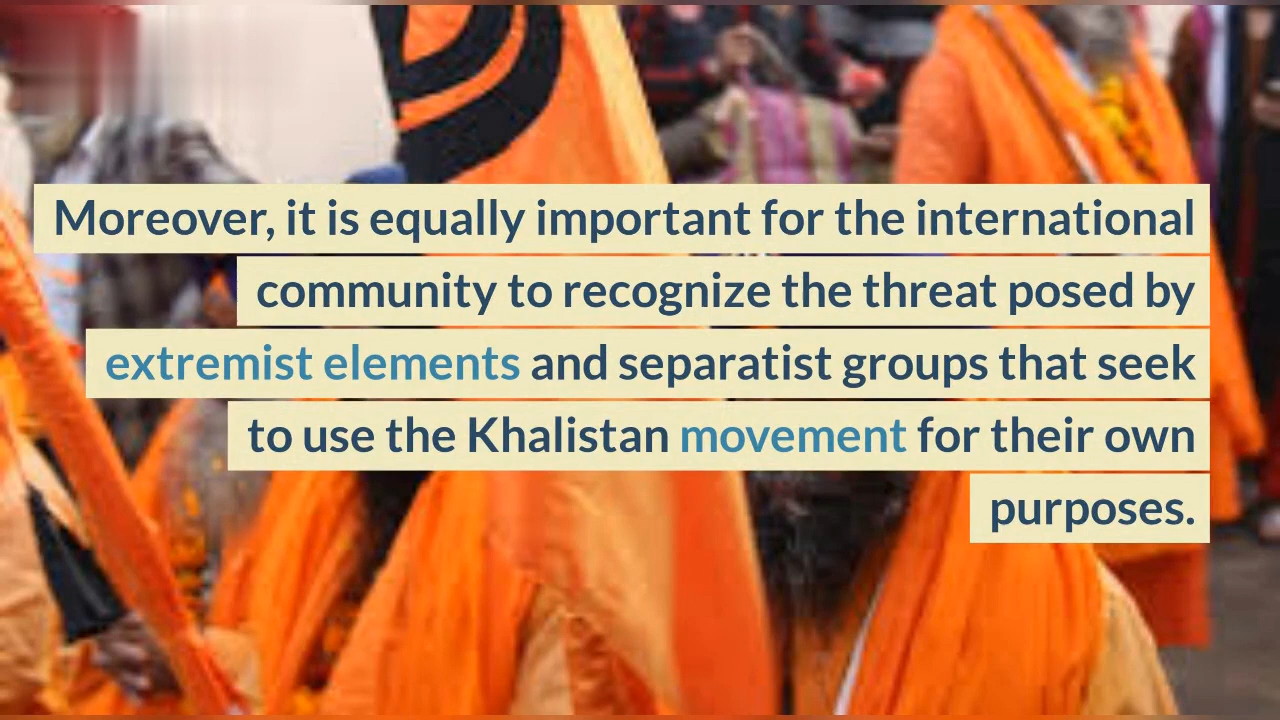 Moreover, it is equally important for the international
community to recognize the threat posed by
extremist elements and separatist groups that seek
to use the Khalistan movement for their own
purposes.